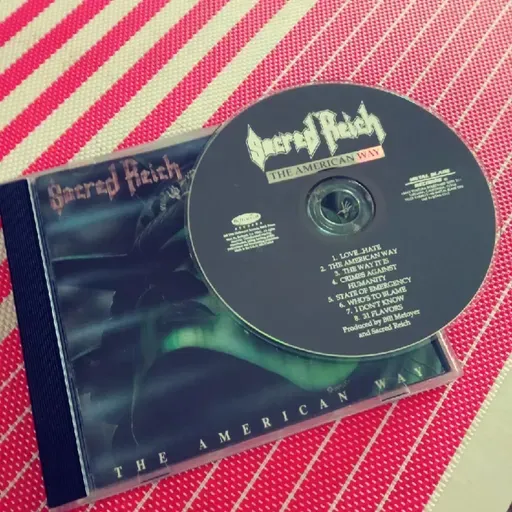 Sacred Reich
THE AMERICAN WAY
METAL BLADE
RECORDS
1. LOVE...HATE
2. THE AMERICAN WAY
3. THE WAY IT IS
4. CRIMES AGAINST
HUMANITY
5. STATE OF EMERGENCY
6. WHO'S TO BLAME
7. I DON'T KNOW
8. 31 FLAVORS
Produced by Bill Metoyer
and Sacred Reich
Sacred Reich
THE AMERICAN WAY